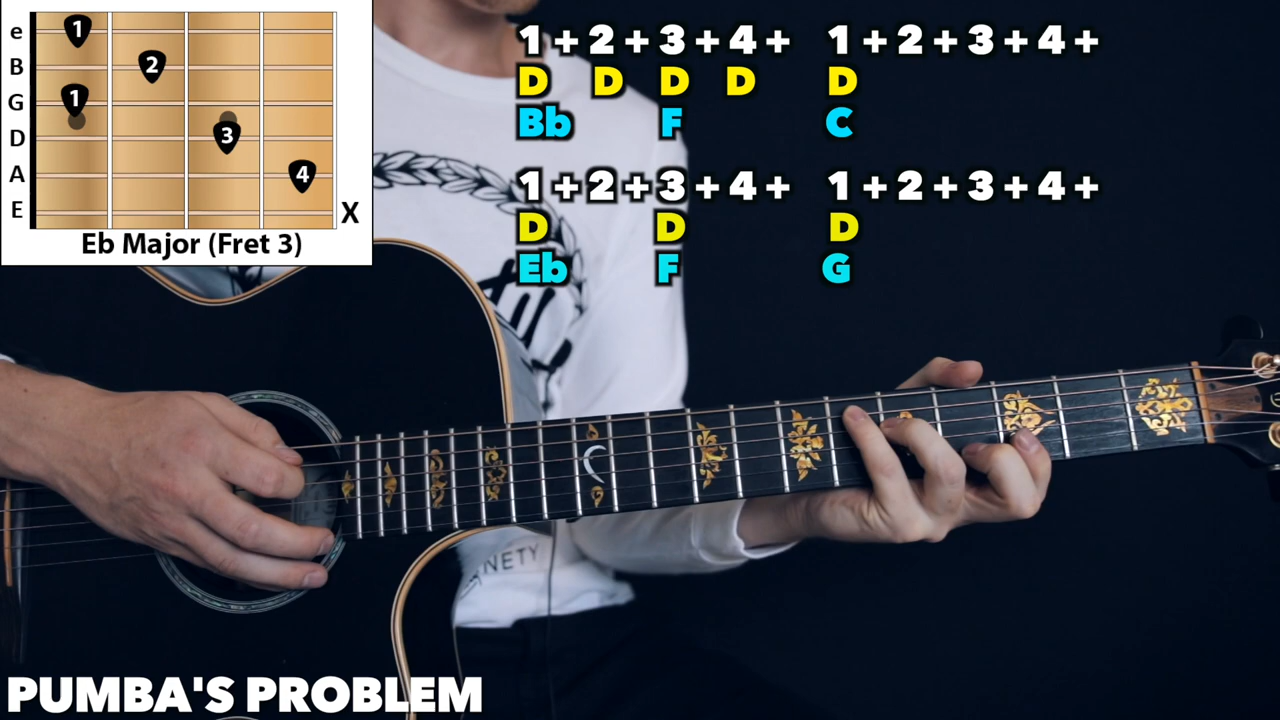 e
B
G
D
A
E
1
2
1
3
4
X
Eb Major (Fret 3)
1 + 2 + 3 + 4 + 1 + 2 + 3 + 4 +
D D D D D
Bb F C
1 + 2 + 3 + 4 + 1 + 2 + 3 + 4 +
D D D
Eb F G
NETY
PUMBA'S PROBLEM